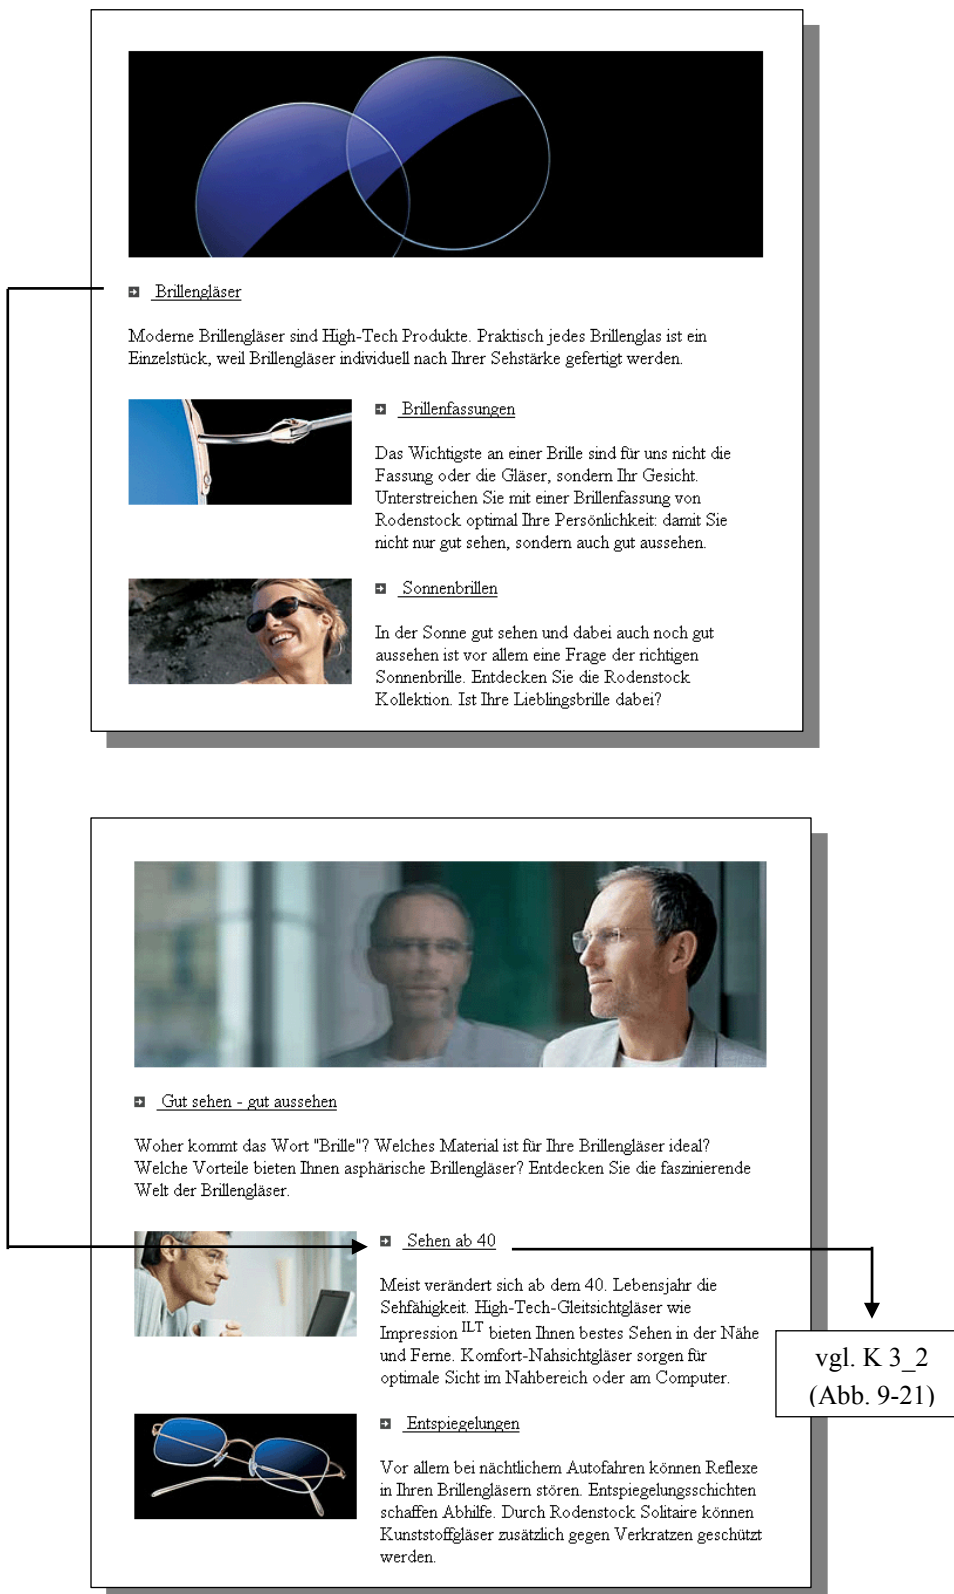 Brillengläser
Moderne Brillengläser sind High-Tech Produkte. Praktisch jedes Brillenglas ist ein
Einzelstück, weil Brillengläser individuell nach Ihrer Sehstärke gefertigt werden.
Brillenfassungen
Das Wichtigste an einer Brille sind für uns nicht die
Fassung oder die Gläser, sondern Ihr Gesicht.
Unterstreichen Sie mit einer Brillenfassung von
Rodenstock optimal Ihre Persönlichkeit: damit Sie
nicht nur gut sehen, sondern auch gut aussehen.
Sonnenbrillen
In der Sonne gut sehen und dabei auch noch gut
aussehen ist vor allem eine Frage der richtigen
Sonnenbrille. Entdecken Sie die Rodenstock
Kollektion. Ist Ihre Lieblingsbrille dabei?
Gut sehen - gut aussehen
Woher kommt das Wort "Brille"? Welches Material ist für Ihre Brillengläser ideal?
Welche Vorteile bieten Ihnen asphärische Brillengläser? Entdecken Sie die faszinierende
Welt der Brillengläser.
Sehen ab 40
Meist verändert sich ab dem 40. Lebensjahr die
Sehfähigkeit. High-Tech-Gleitsichtgläser wie
Impression ILT bieten Ihnen bestes Sehen in der Nähe
und Ferne. Komfort-Nahsichtgläser sorgen für
optimale Sicht im Nahbereich oder am Computer.
vgl. K 3_2
(Abb. 9-21)
Entspiegelungen
Vor allem bei nächtlichem Autofahren können Reflexe
in Ihren Brillengläsern stören. Entspiegelungsschichten
schaffen Abhilfe. Durch Rodenstock Solitaire können
Kunststoffgläser zusätzlich gegen Verkratzen geschützt
werden.